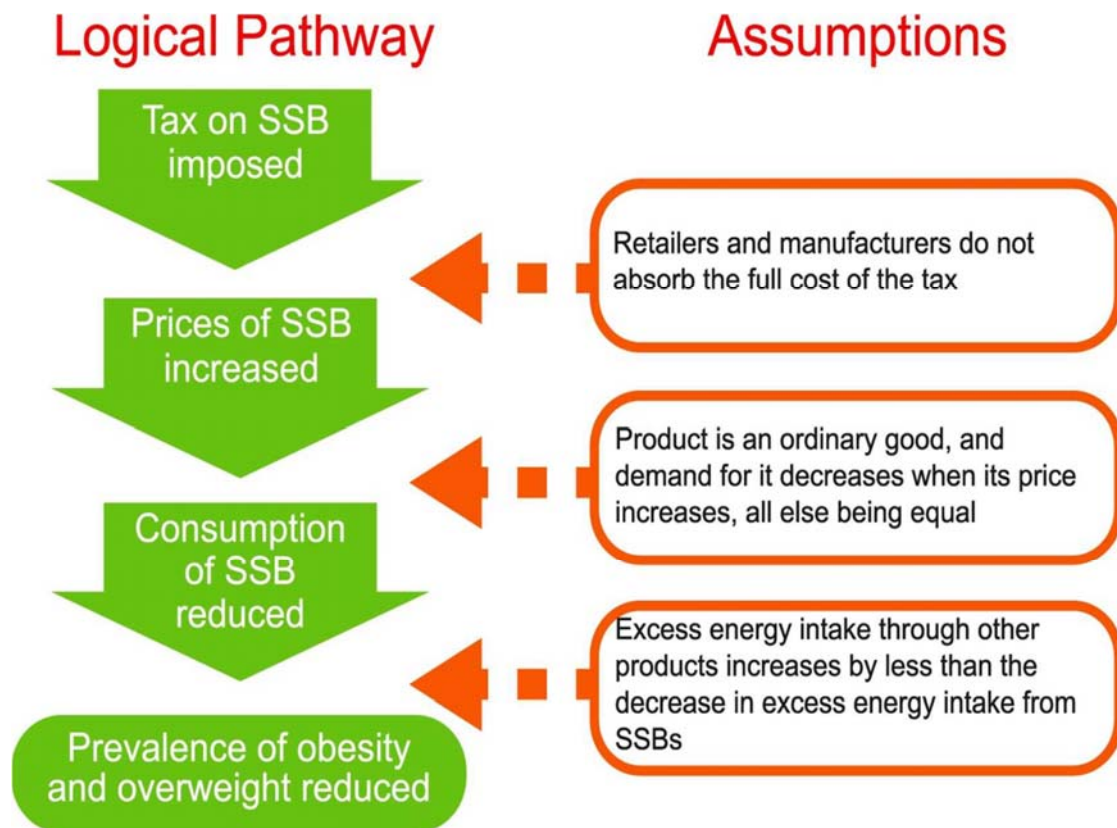 Logical Pathway
Assumptions
Tax on SSB
imposed
Retailers and manufacturers do not
absorb the full cost of the tax
Prices of SSB
increased
Product is an ordinary good, and
demand for it decreases when its price
increases, all else being equal
Consumption
of SSB
reduced
Excess energy intake through other
products increases by less than the
decrease in excess energy intake from
SSBs
Prevalence of obesity
and overweight reduced